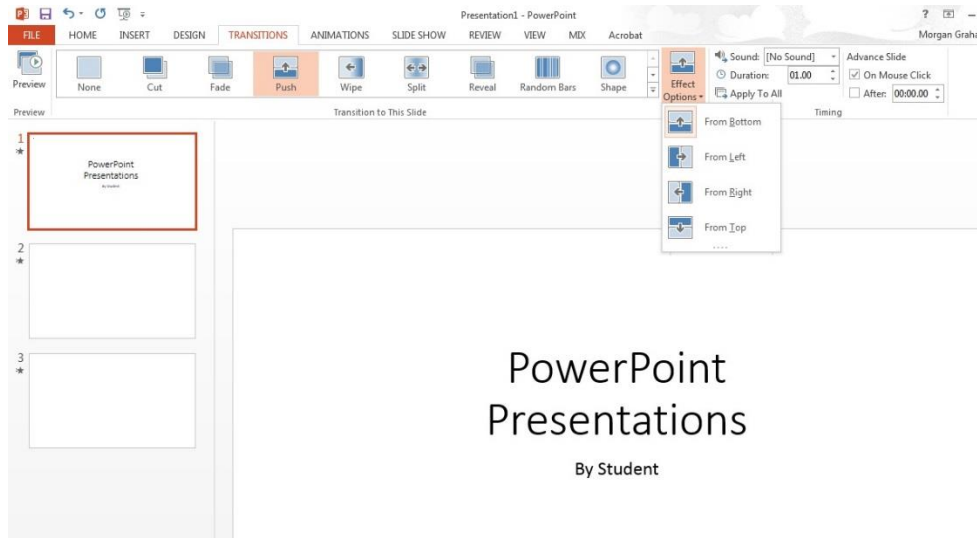 Presentation1 - PowerPoint
?
FILE HOME INSERT DESIGN TRANSITIONS ANIMATIONS SLIDE SHOW REVIEW VIEW MIX Acrobat Morgan Graha
Preview None Cut Fade Push Wipe Split Reveal Random Bars Shape Effect Options
Sound: [No Sound]
Duration: 01.00
Apply To All
Advance Slide
On Mouse Click
After: 00:00.00
Preview Transition to This Slide Timing
From Bottom
From Left
From Right
From Top
1
PowerPoint
Presentations
By Student
2
3
PowerPoint
Presentations
By Student